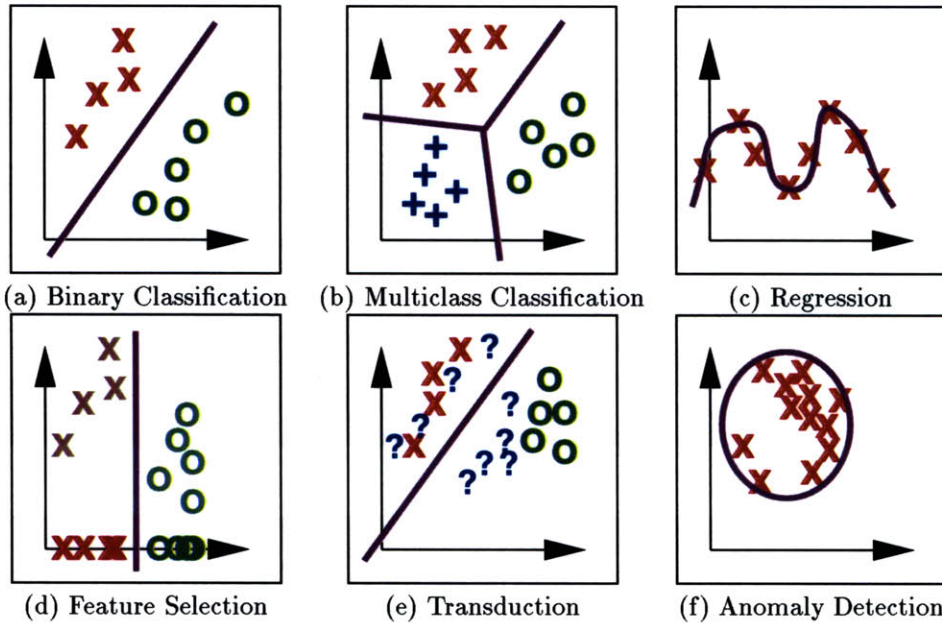 (a) Binary Classification
(b) Multiclass Classification
(c) Regression
(d) Feature Selection
(e) Transduction
(f) Anomaly Detection